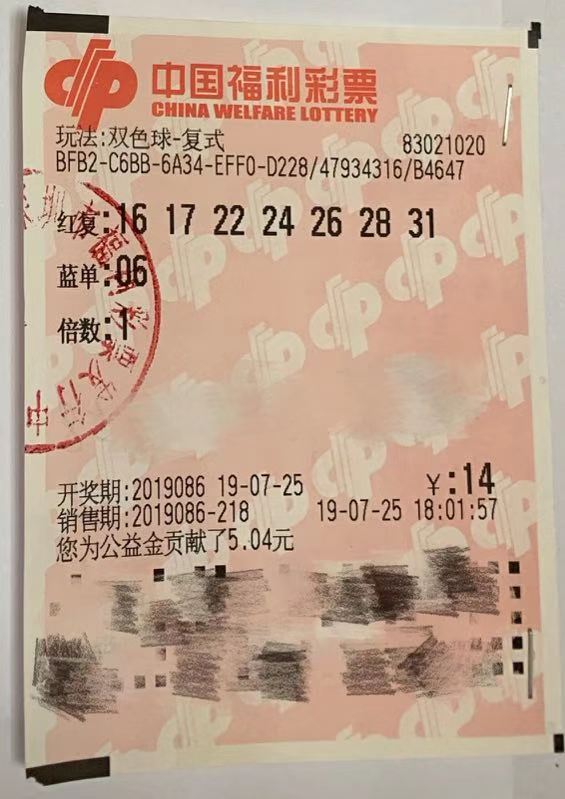 中国福利彩票
CHINA WELFARE LOTTERY
玩法:双色球-复式 83021020
BFB2-C6BB-6A34-EFF0-D228/47934316/B4647
红复:16 17 22 24 26 28 31
蓝单:06
倍数:1
开奖期:2019086 19-07-25 ¥:14
销售期:2019086-218 19-07-25 18:01:57
您为公益金贡献了5.04元